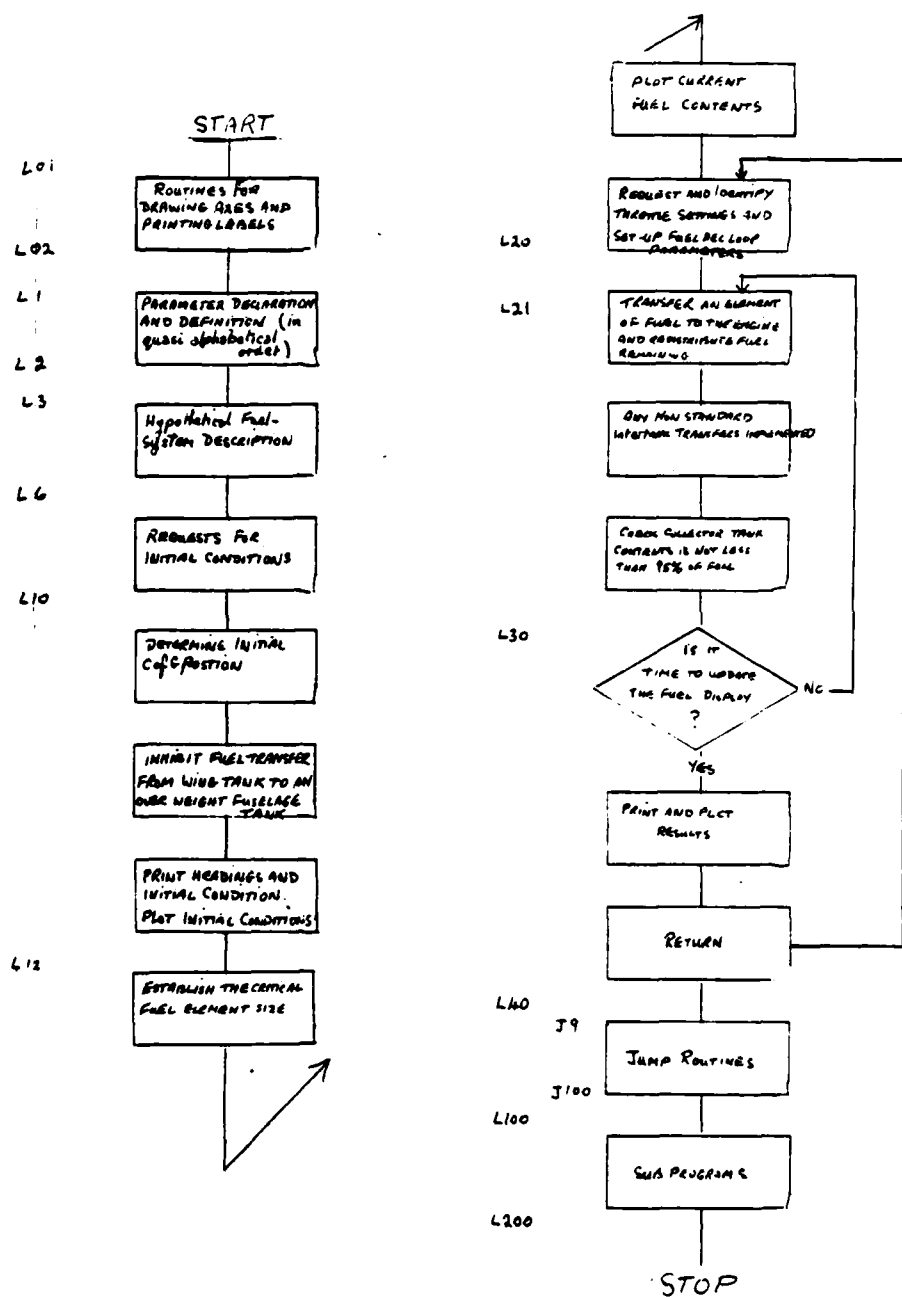 START
L01
ROUTINES FOR
DRAWING AXES AND
PRINTING LABELS
L02
L1
PARAMETER DECLARATION
AND DEFINITION (in
quasi alphabetical
order)
L2
L3
Hypothetical Fuel-
System DESCRIPTION
L6
REQUESTS FOR
INITIAL CONDITIONS
L10
DETERMINE INITIAL
CofG POSTION
INHIBIT FUEL TRANSFER
FROM WING TANK TO AN
OVER WEIGHT FUSELAGE
TANK
PRINT HEADINGS AND
INITIAL CONDITION.
PLOT INITIAL CONDITIONS
L12
ESTABLISH THE CRITICAL
FUEL ELEMENT SIZE
PLOT CURRENT
FUEL CONTENTS
REQUEST AND IDENTIFY
THROTTLE SETTINGS AND
SET-UP FUEL DEL LOOP
PARAMETERS
L20
L21
TRANSFER AN ELEMENT
OF FUEL TO THE ENGINE
AND REDISTRIBUTE FUEL
REMAINING
ANY NON STANDARD
INTERTANK TRANSFERS IMPLEMENTED
CHECK COLLECTOR TANK
CONTENTS IS NOT LESS
THAN 95% OF FULL
L30
IS IT
TIME TO UPDATE
THE FUEL DISPLAY
?
NO
YES
PRINT AND PLOT
RESULTS
RETURN
L40
J9
JUMP ROUTINES
J100
L100
SUB PROGRAMS
L200
STOP